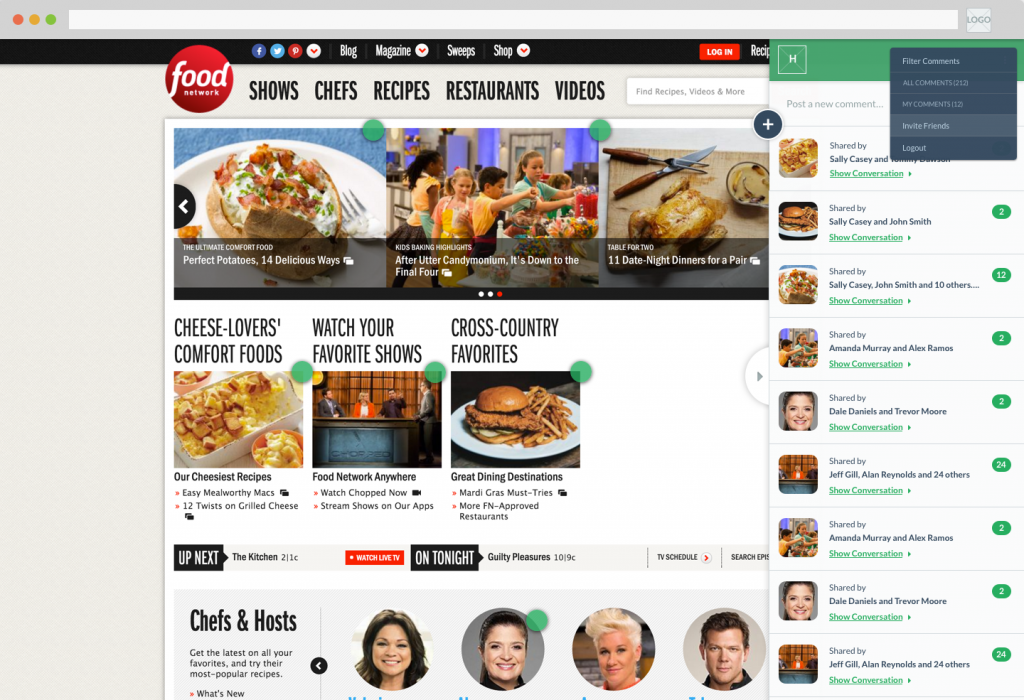 LOGO
Blog
Magazine
Sweeps
Shop
LOG IN
food
network
SHOWS
CHEFS
RECIPES
RESTAURANTS
VIDEOS
Find Recipes, Videos & More
H
Filter Comments
ALL COMMENTS (212)
MY COMMENTS (12)
Invite Friends
Logout
Post a new comment...
+
THE ULTIMATE COMFORT FOOD
Perfect Potatoes, 14 Delicious Ways
KIDS BAKING HIGHLIGHTS
After Utter Candymonium, It's Down to the
Final Four
TABLE FOR TWO
11 Date-Night Dinners for a Pair
CHEESE-LOVERS'
COMFORT FOODS
WATCH YOUR
FAVORITE SHOWS
CROSS-COUNTRY
FAVORITES
Our Cheesiest Recipes
» Easy Mealworthy Macs
» 12 Twists on Grilled Cheese
Food Network Anywhere
» Watch Chopped Now
» Stream Shows on Our Apps
Great Dining Destinations
» Mardi Gras Must-Tries
» More FN-Approved
Restaurants
UP NEXT
The Kitchen 2|1c
WATCH LIVE TV
ON TONIGHT
Guilty Pleasures 10|9c
TV SCHEDULE
SEARCH EPIS
Chefs & Hosts
Get the latest on all your
favorites, and try their
most-popular recipes.
» What's New
Shared by
Sally Casey and Tommy Dawson
Show Conversation
Shared by
Sally Casey and John Smith
Show Conversation
2
Shared by
Sally Casey, John Smith and 10 others....
Show Conversation
12
Shared by
Amanda Murray and Alex Ramos
Show Conversation
2
Shared by
Dale Daniels and Trevor Moore
Show Conversation
2
Shared by
Jeff Gill, Alan Reynolds and 24 others
Show Conversation
24
Shared by
Amanda Murray and Alex Ramos
Show Conversation
2
Shared by
Dale Daniels and Trevor Moore
Show Conversation
2
Shared by
Jeff Gill, Alan Reynolds and 24 others
Show Conversation
24